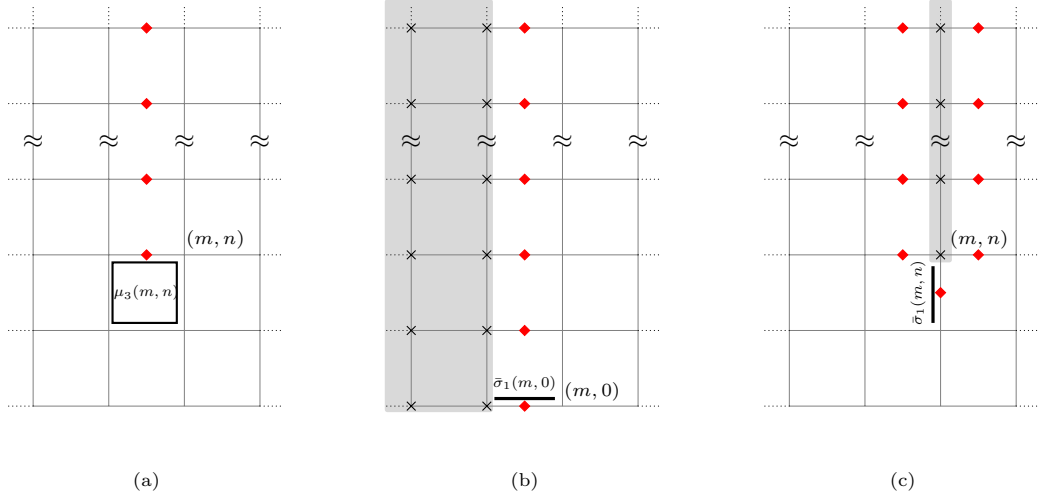 (m, n)
μ₃(m, n)
(a)
σ̄₁(m, 0)
(m, 0)
(b)
(m, n)
σ̄₁(m, n)
(c)